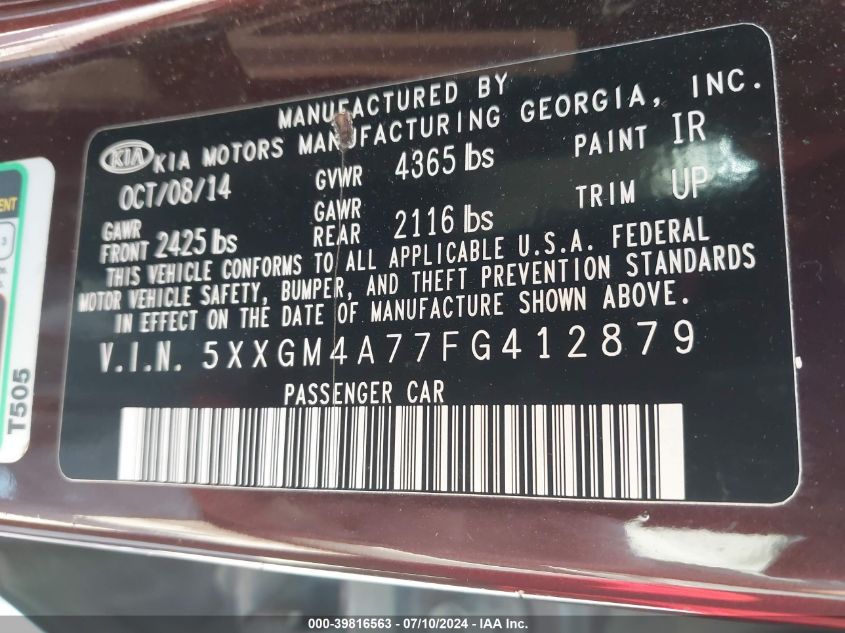 MANUFACTURED BY
KIA KIA MOTORS MANUFACTURING GEORGIA, INC.
OCT/08/14 GVWR 4365 lbs PAINT IR
GAWR FRONT 2425 lbs GAWR REAR 2116 lbs TRIM UP
THIS VEHICLE CONFORMS TO ALL APPLICABLE U.S.A. FEDERAL
MOTOR VEHICLE SAFETY, BUMPER, AND THEFT PREVENTION STANDARDS
IN EFFECT ON THE DATE OF MANUFACTURE SHOWN ABOVE.
V.I.N. 5XXGM4A77FG412879
PASSENGER CAR
3
T505
000-39816563 - 07/10/2024 - IAA Inc.